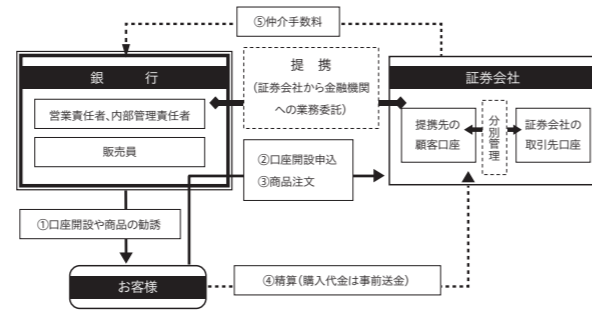 ⑤仲介手数料
提　携
(証券会社から金融機関
への業務委託)
銀　　行
営業責任者、内部管理責任者
販売員
証券会社
提携先の
顧客口座
分別管理
証券会社の
取引先口座
②口座開設申込
③商品注文
①口座開設や商品の勧誘
お客様
④精算(購入代金は事前送金)